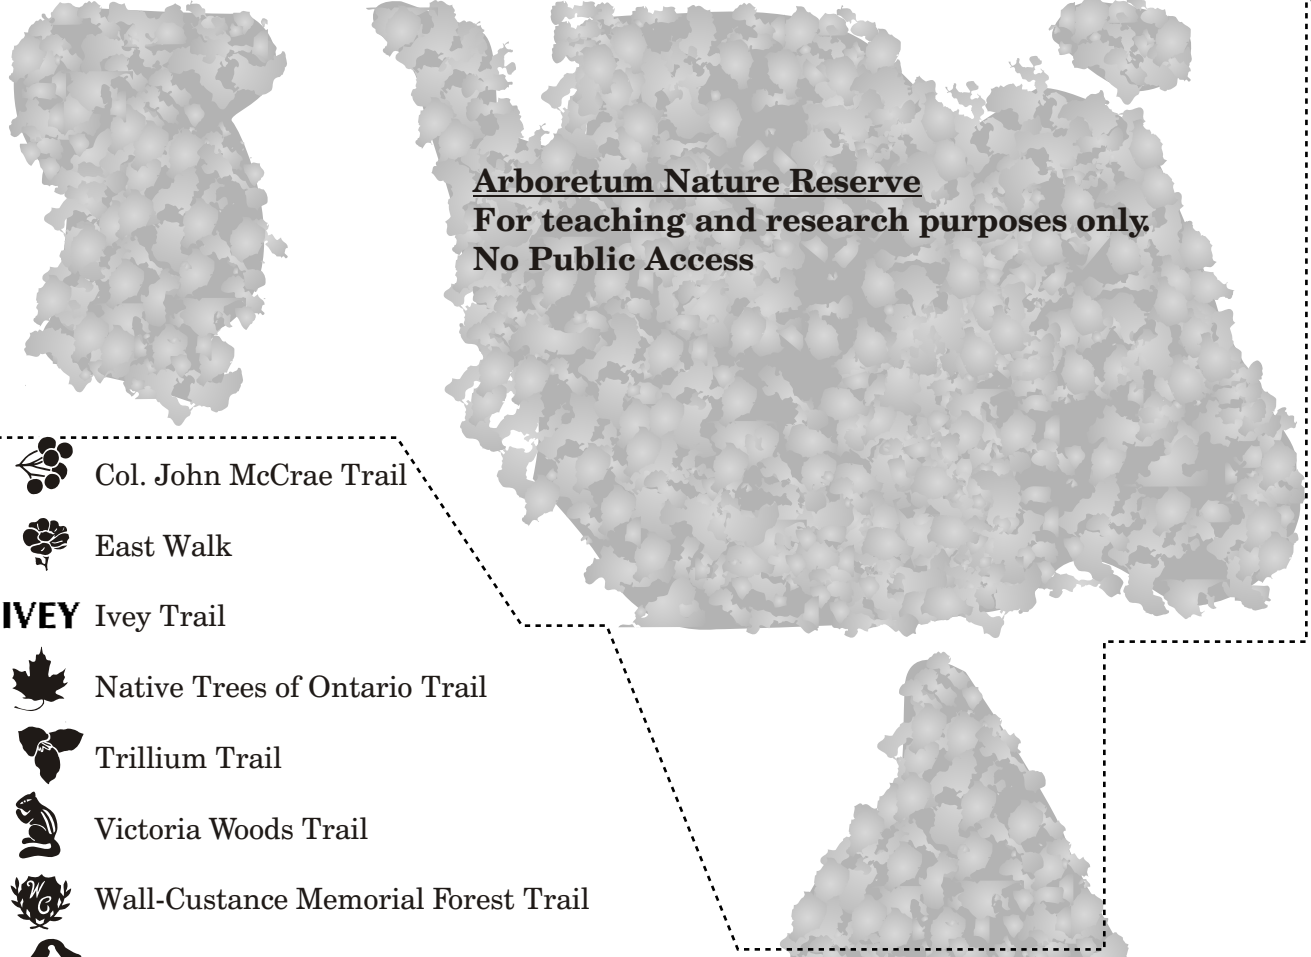 Arboretum Nature Reserve
For teaching and research purposes only.
No Public Access
Col. John McCrae Trail
East Walk
IVEY Ivey Trail
Native Trees of Ontario Trail
Trillium Trail
Victoria Woods Trail
WC Wall-Custance Memorial Forest Trail